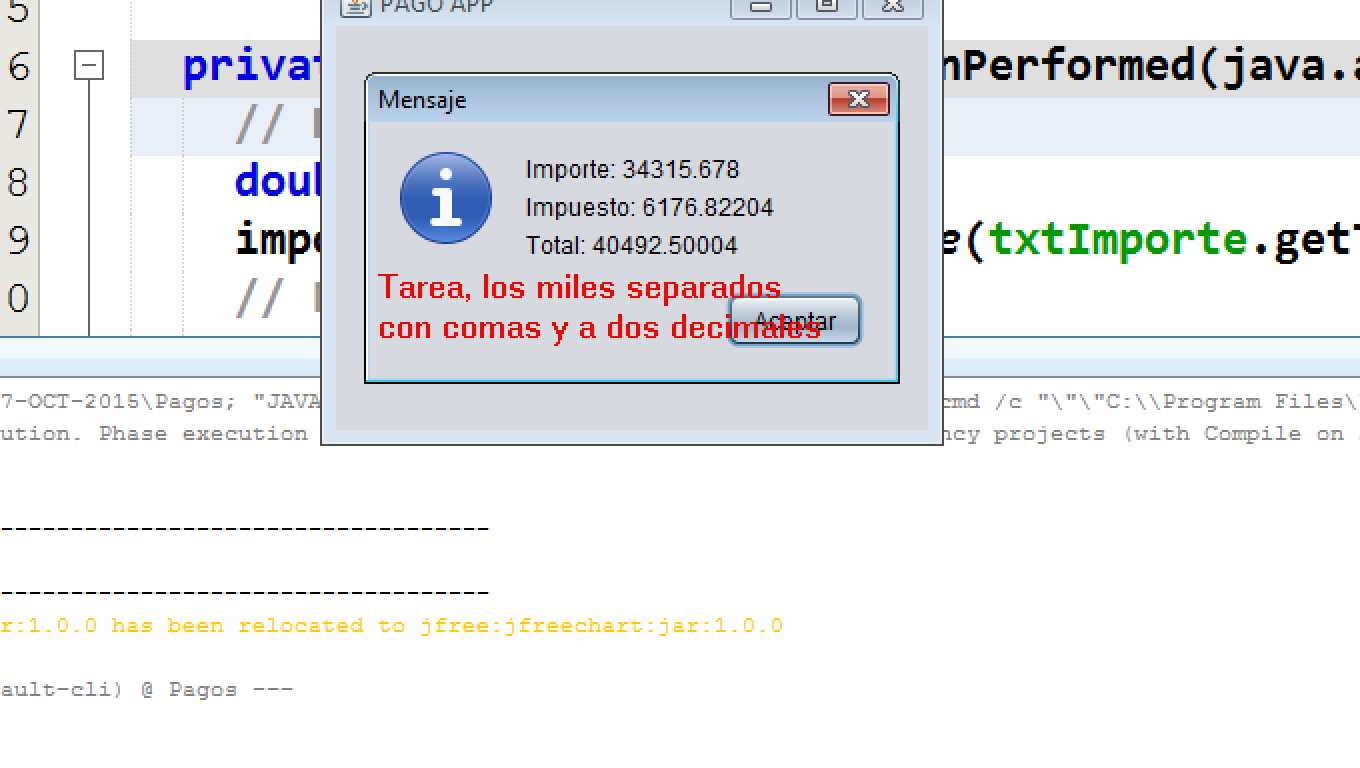 5
PAGO APP
6 privat nPerformed(java.a
7 //
Mensaje
8 doub
Importe: 34315.678
Impuesto: 6176.82204
9 impo e(txtImporte.getT
Total: 40492.50004
0 //
Tarea, los miles separados
con comas y a dos decimales
Aceptar
7-OCT-2015\Pagos; "JAVA cmd /c "\"\"C:\\Program Files\
ution. Phase execution ncy projects (with Compile on
----------------------------------
----------------------------------
r:1.0.0 has been relocated to jfree:jfreechart:jar:1.0.0
ault-cli) @ Pagos ---